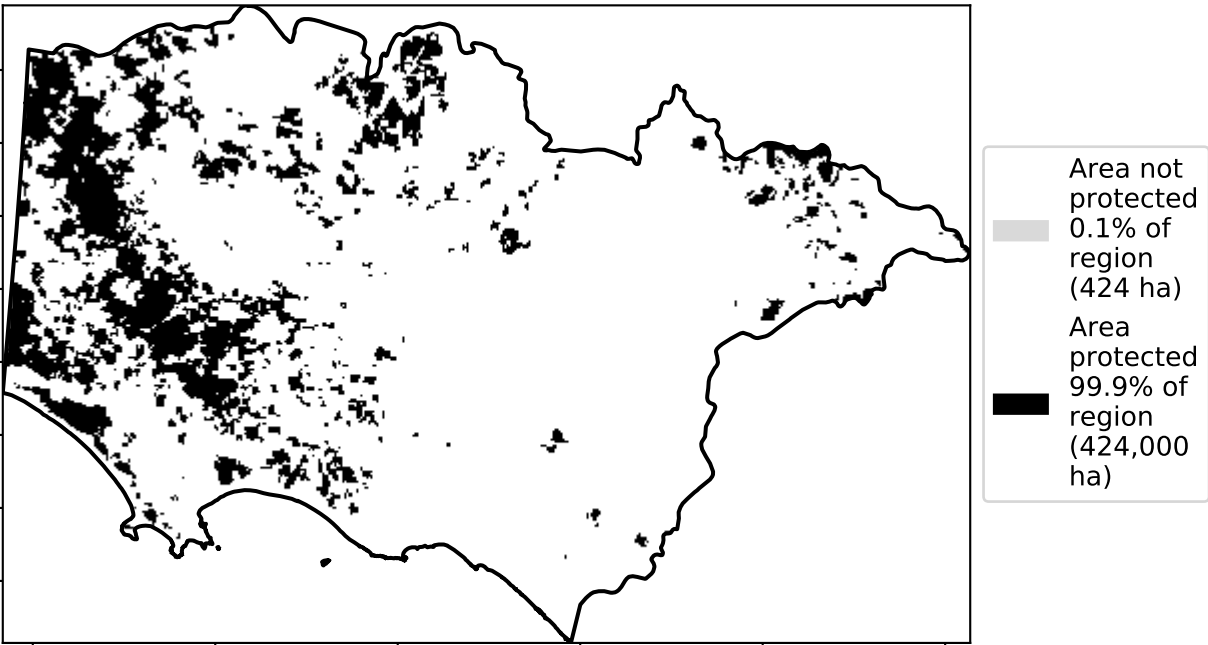 Area not
protected
0.1% of
region
(424 ha)
Area
protected
99.9% of
region
(424,000
ha)